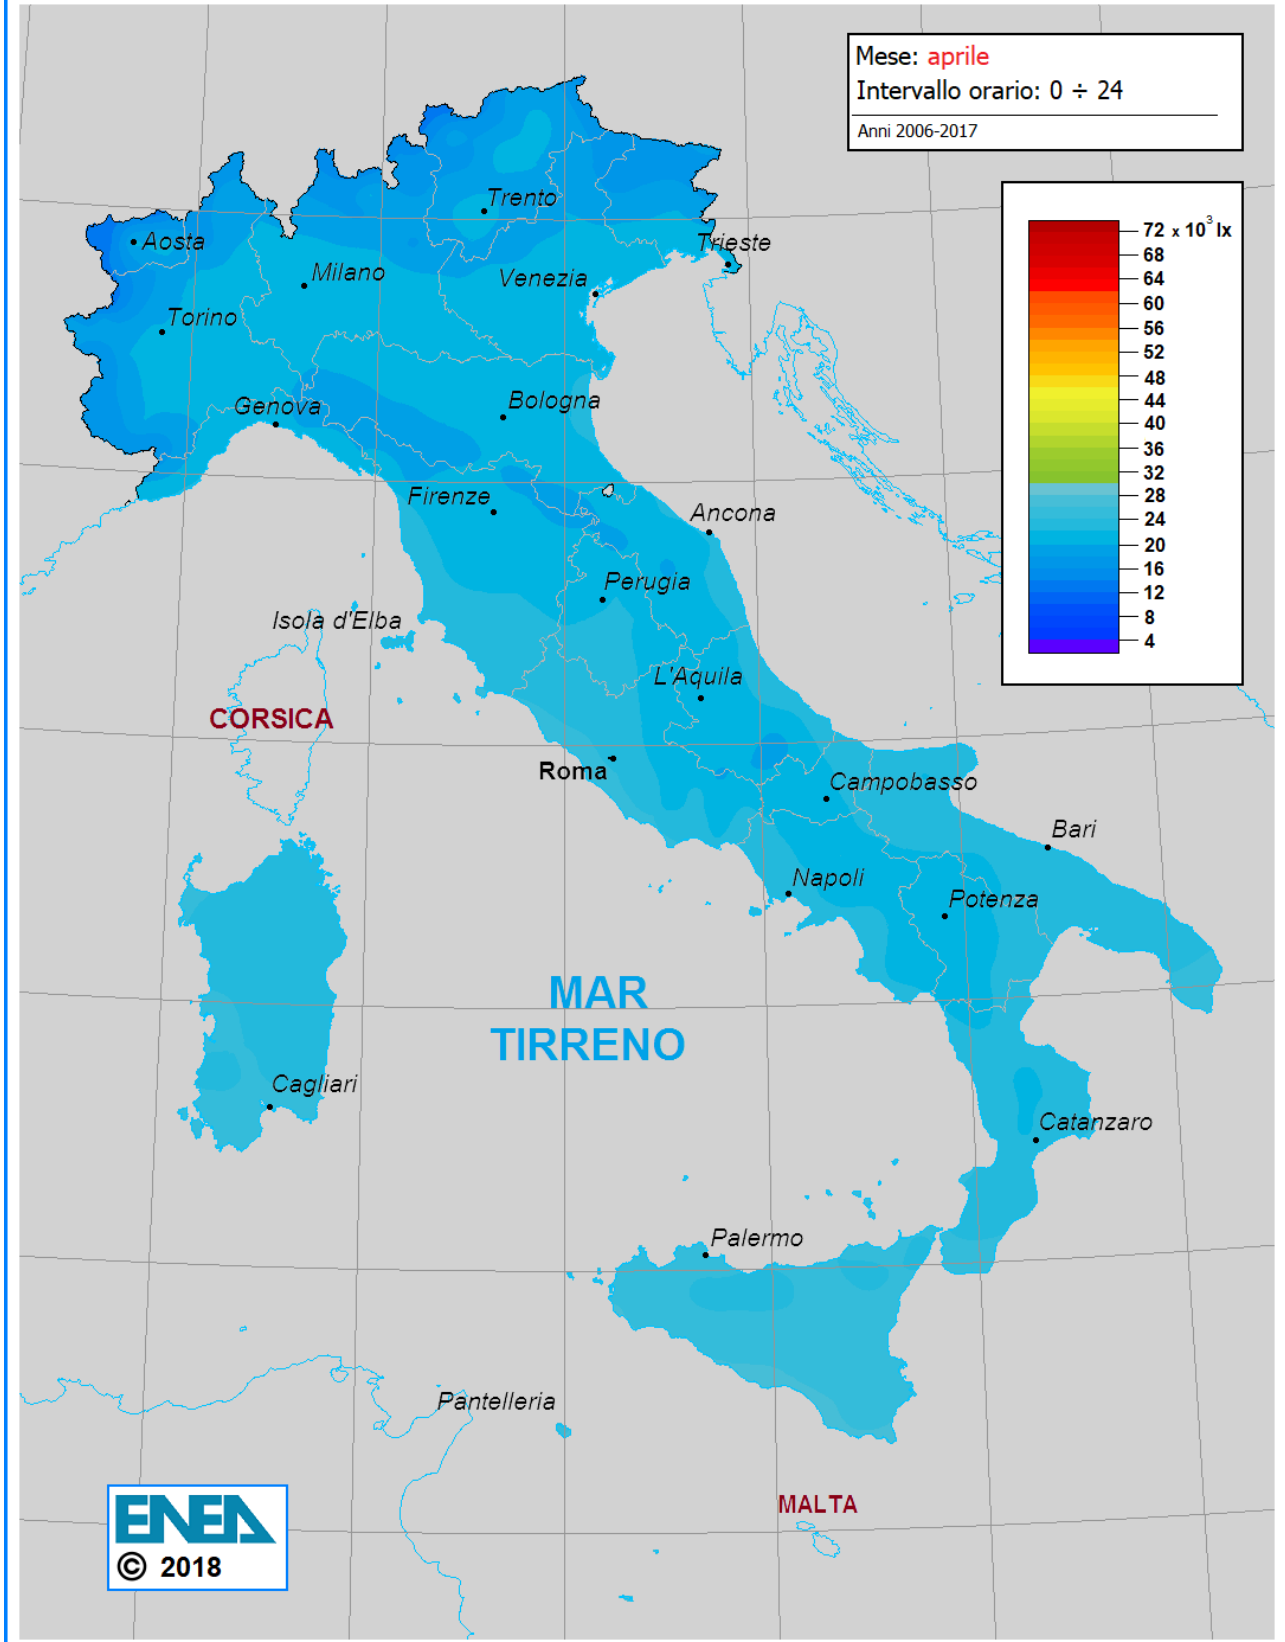 Mese: aprile
Intervallo orario: 0 ÷ 24
Anni 2006-2017
72 x 10³ lx
68
64
60
56
52
48
44
40
36
32
28
24
20
16
12
8
4
Trento
Aosta
Trieste
Milano
Venezia
Torino
Genova
Bologna
Firenze
Ancona
Perugia
Isola d'Elba
L'Aquila
CORSICA
Roma
Campobasso
Bari
Napoli
Potenza
MAR
TIRRENO
Cagliari
Catanzaro
Palermo
Pantelleria
MALTA
ENEA
© 2018